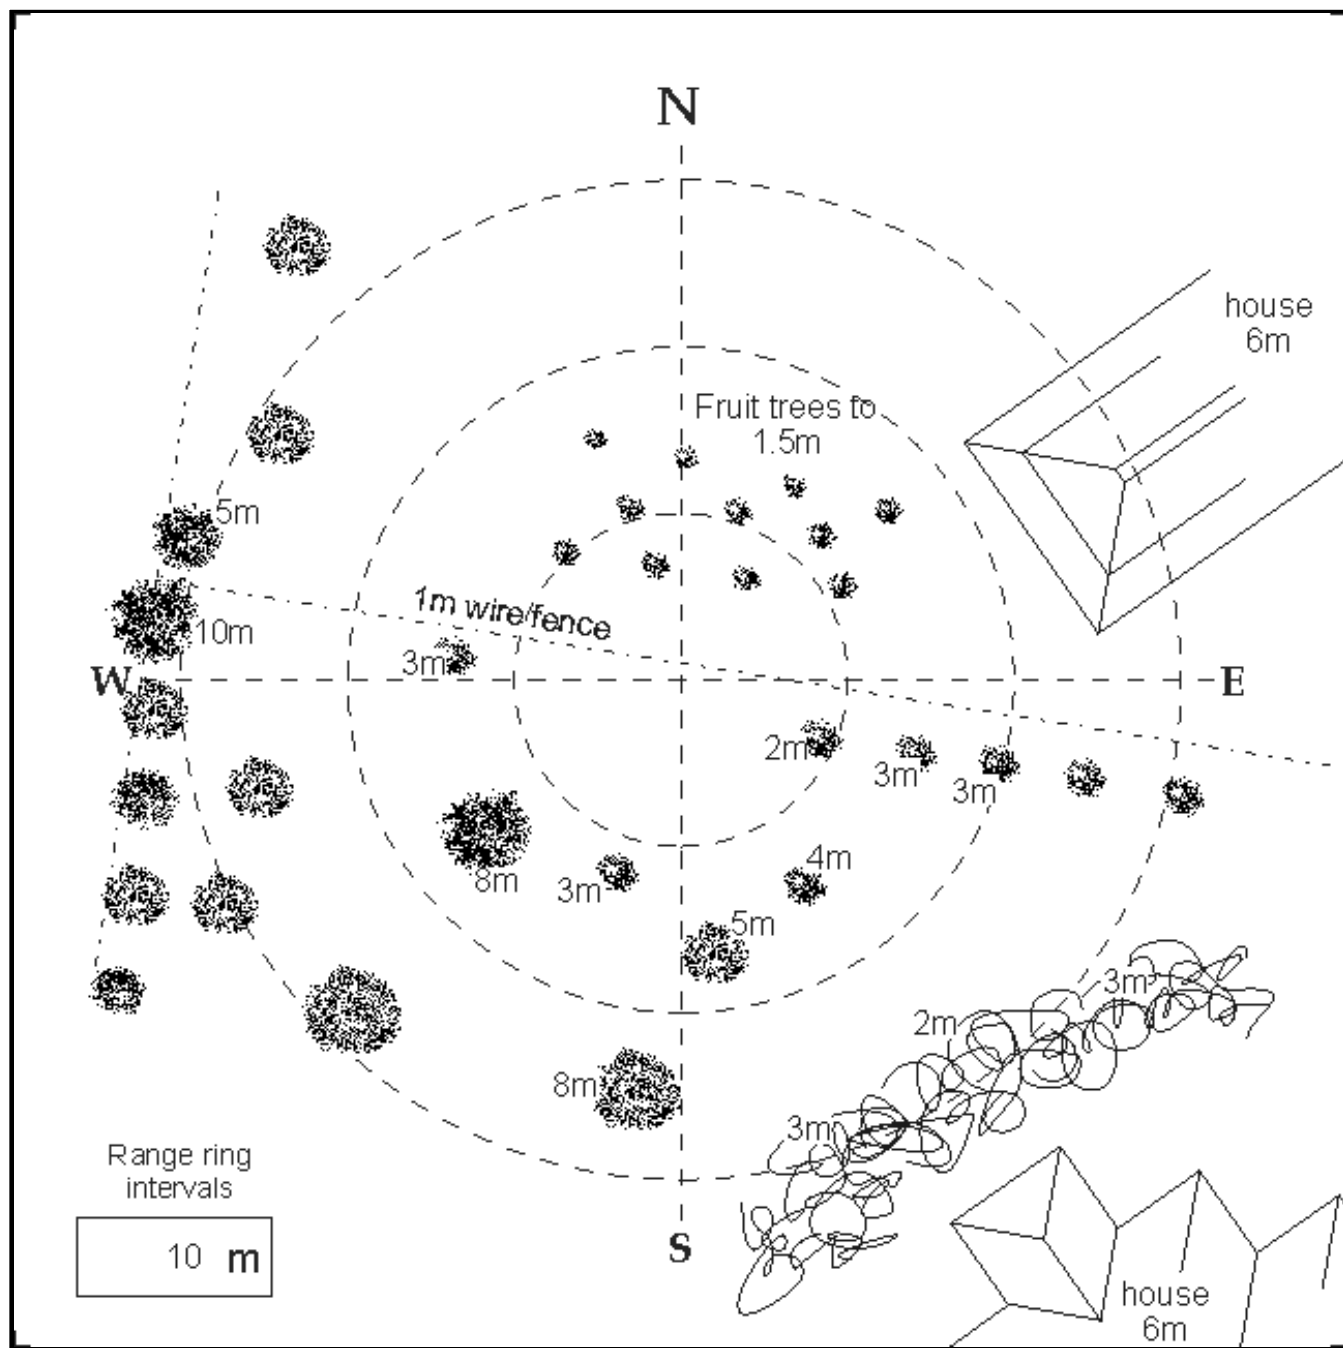 N
house
6m
Fruit trees to
1.5m
5m
1m wire/fence
10m
3m
W
E
2m
3m
3m
8m
3m
4m
5m
3m
2m
8m
3m
Range ring
intervals
10 m
S
house
6m